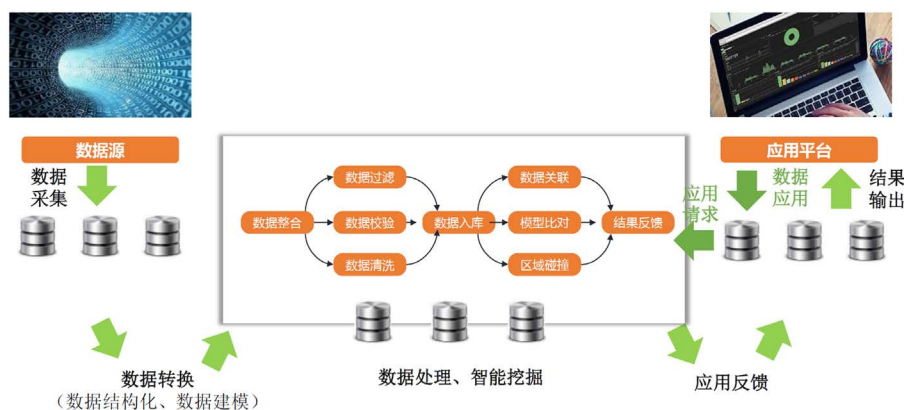 数据源
应用平台
数据
采集
数据过滤
数据关联
数据整合
数据校验
数据入库
模型比对
结果反馈
数据清洗
区域碰撞
应用
请求
数据
应用
结果
输出
数据转换
（数据结构化、数据建模）
数据处理、智能挖掘
应用反馈